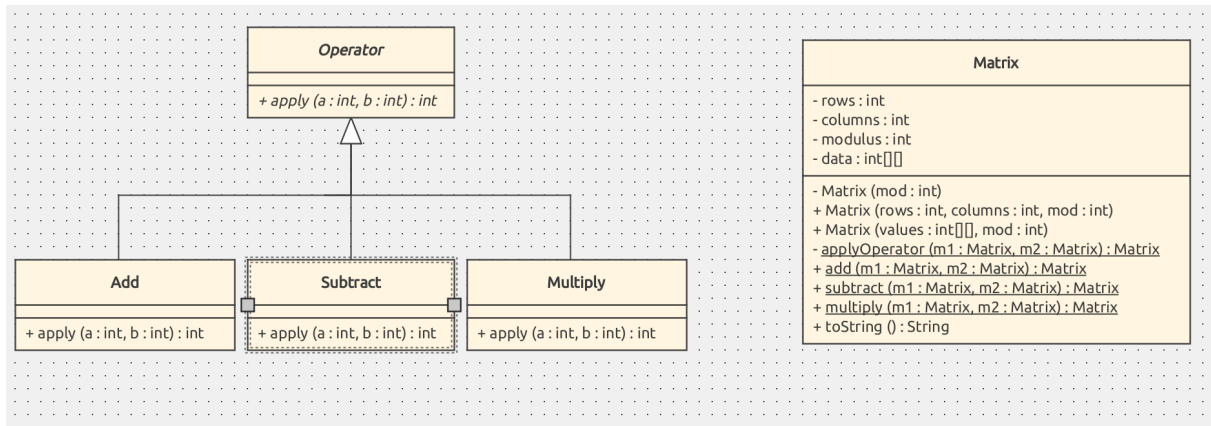 Operator
+ apply (a : int, b : int) : int
Add
+ apply (a : int, b : int) : int
Subtract
+ apply (a : int, b : int) : int
Multiply
+ apply (a : int, b : int) : int
Matrix
- rows : int
- columns : int
- modulus : int
- data : int[][]
- Matrix (mod : int)
+ Matrix (rows : int, columns : int, mod : int)
+ Matrix (values : int[][], mod : int)
- applyOperator (m1 : Matrix, m2 : Matrix) : Matrix
+ add (m1 : Matrix, m2 : Matrix) : Matrix
+ subtract (m1 : Matrix, m2 : Matrix) : Matrix
+ multiply (m1 : Matrix, m2 : Matrix) : Matrix
+ toString () : String